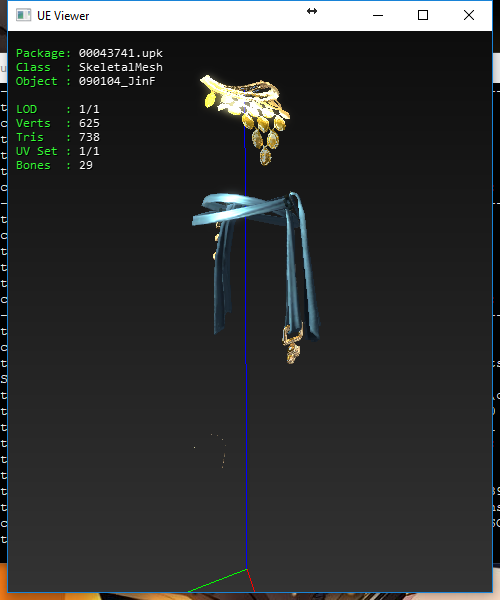 UE Viewer
Package: 00043741.upk
Class  : SkeletalMesh
Object : 090104_JinF
LOD    : 1/1
Verts  : 625
Tris   : 738
UV Set : 1/1
Bones  : 29